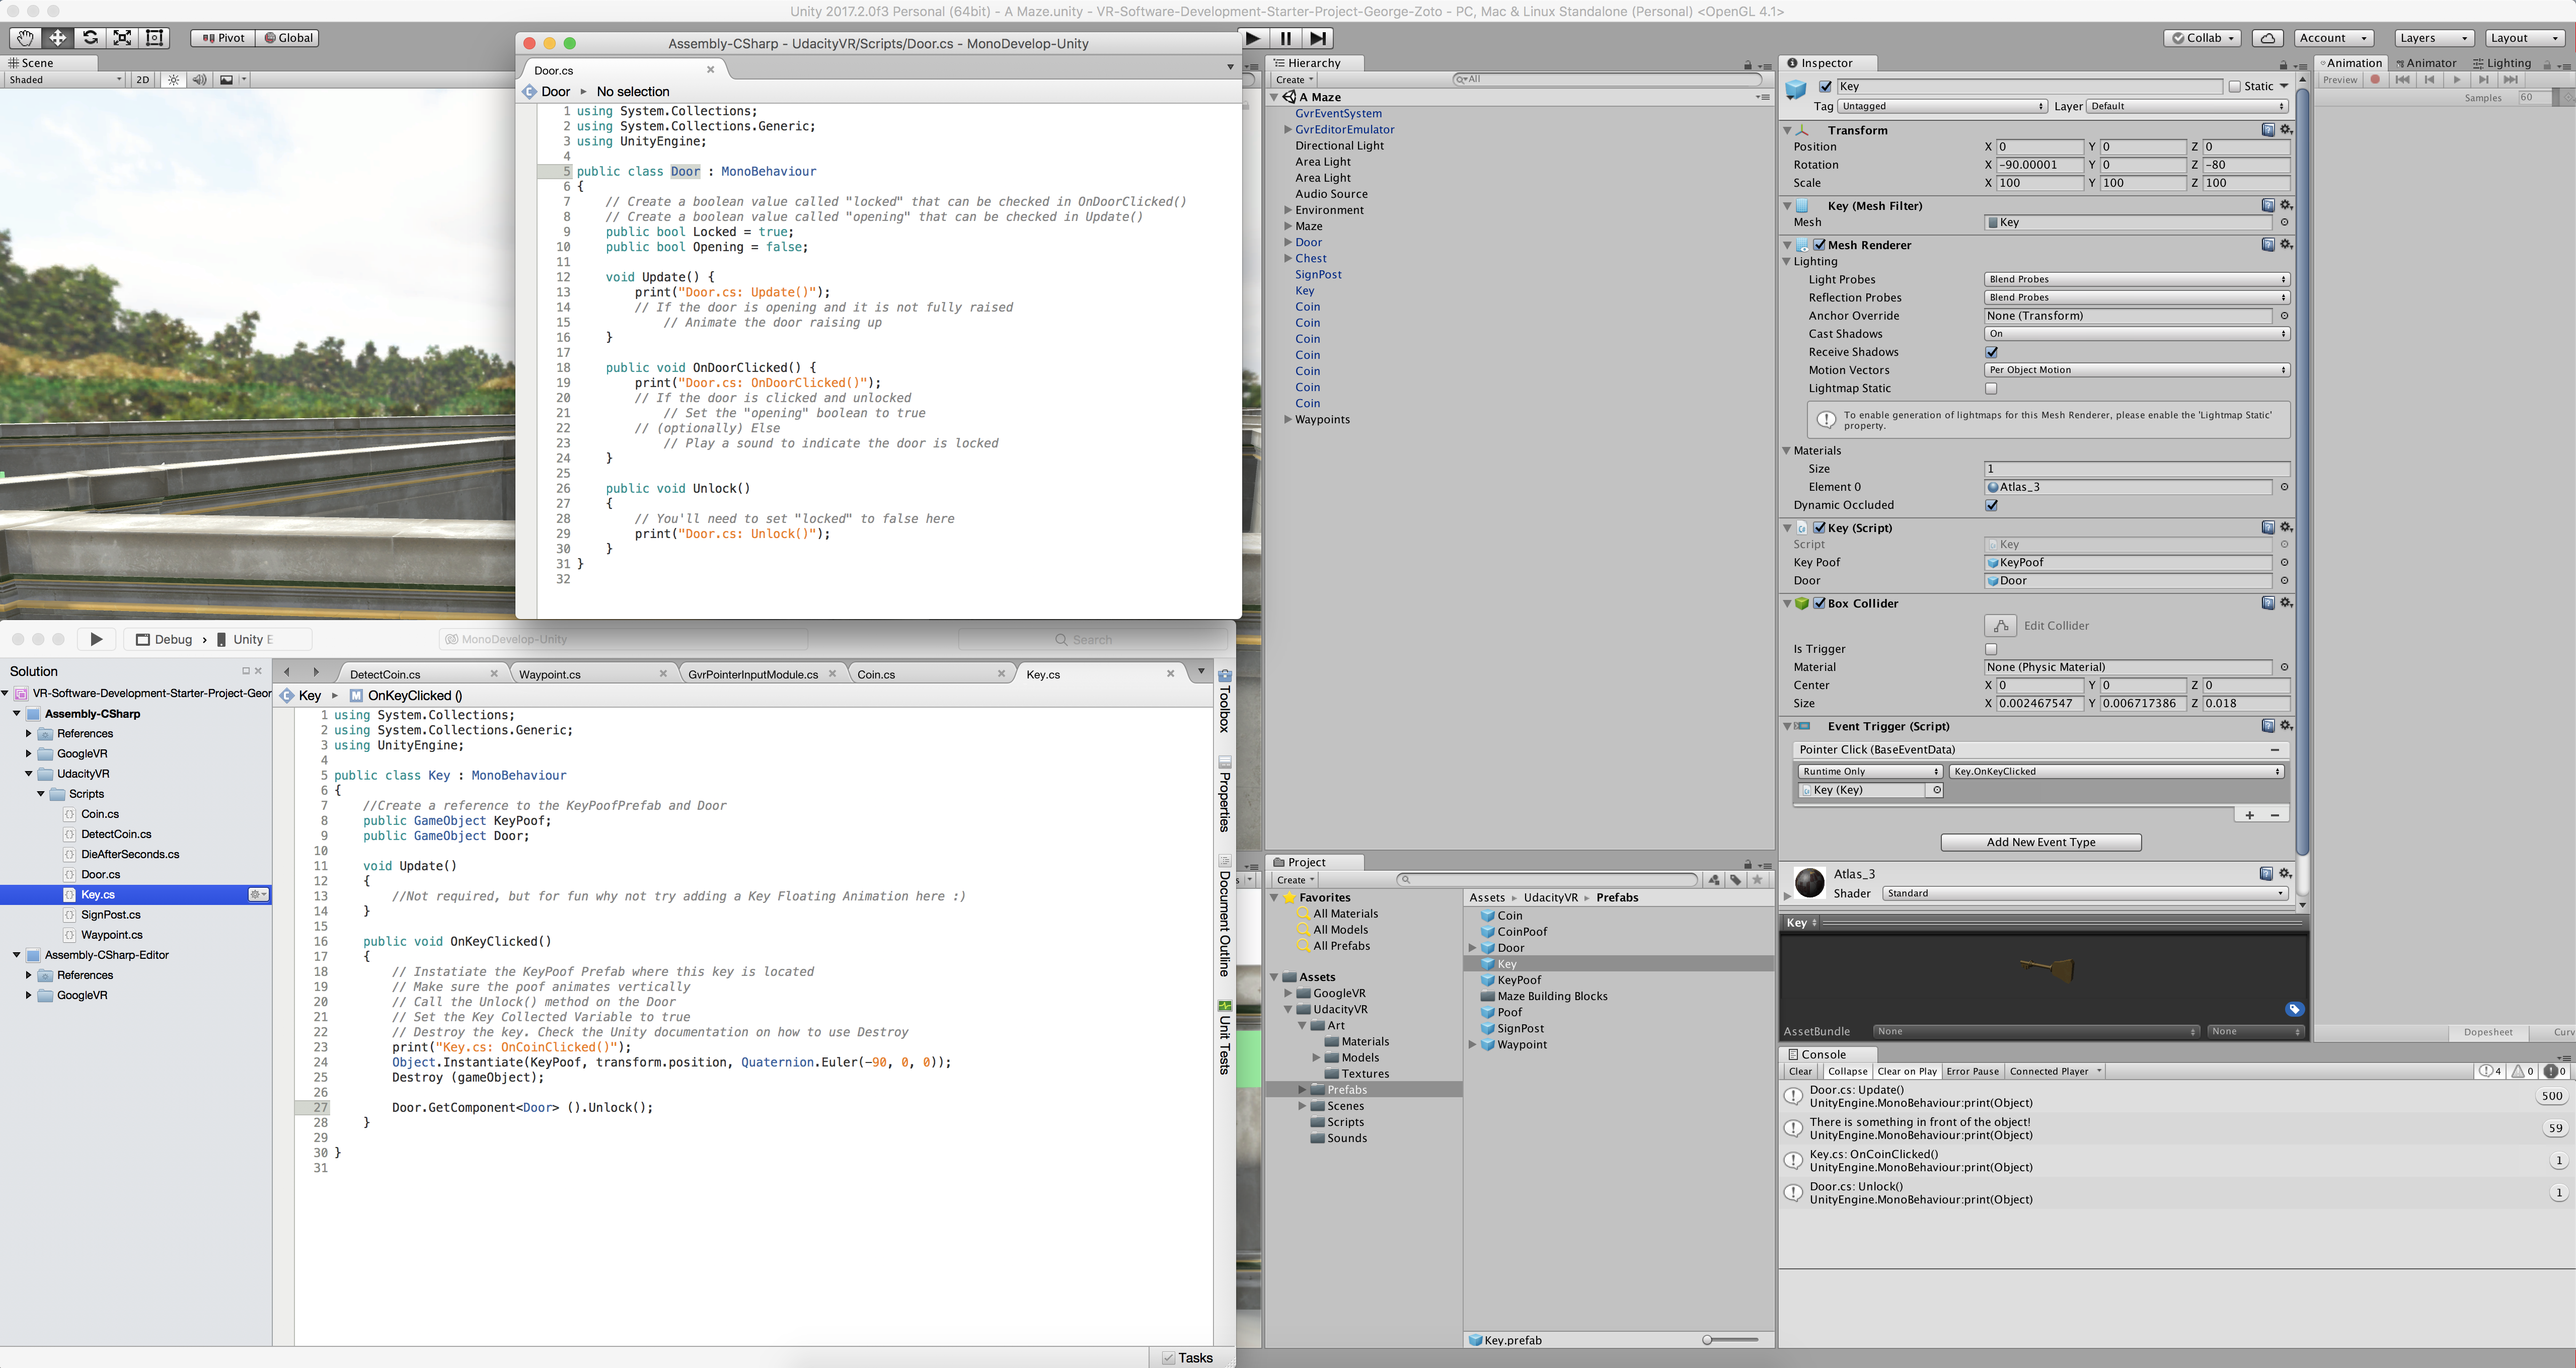 Unity 2017.2.0f3 Personal (64bit) - A Maze.unity - VR-Software-Development-Starter-Project-George-Zoto - PC, Mac & Linux Standalone (Personal) <OpenGL 4.1>
Pivot Global
Collab Account Layers Layout
Scene
Shaded 2D
Assembly-CSharp - UdacityVR/Scripts/Door.cs - MonoDevelop-Unity
Door.cs
Door No selection
1 using System.Collections;
2 using System.Collections.Generic;
3 using UnityEngine;
4
5 public class Door : MonoBehaviour
6 {
7 // Create a boolean value called "locked" that can be checked in OnDoorClicked()
8 // Create a boolean value called "opening" that can be checked in Update()
9 public bool Locked = true;
10 public bool Opening = false;
11
12 void Update() {
13 print("Door.cs: Update()");
14 // If the door is opening and it is not fully raised
15 // Animate the door raising up
16 }
17
18 public void OnDoorClicked() {
19 print("Door.cs: OnDoorClicked()");
20 // If the door is clicked and unlocked
21 // Set the "opening" boolean to true
22 // (optionally) Else
23 // Play a sound to indicate the door is locked
24 }
25
26 public void Unlock()
27 {
28 // You'll need to set "locked" to false here
29 print("Door.cs: Unlock()");
30 }
31 }
32
Debug › Unity E
MonoDevelop-Unity
Search
Solution
VR-Software-Development-Starter-Project-Geor
Assembly-CSharp
References
GoogleVR
UdacityVR
Scripts
Coin.cs
DetectCoin.cs
DieAfterSeconds.cs
Door.cs
Key.cs
SignPost.cs
Waypoint.cs
Assembly-CSharp-Editor
References
GoogleVR
DetectCoin.cs Waypoint.cs GvrPointerInputModule.cs Coin.cs Key.cs
Key OnKeyClicked ()
1 using System.Collections;
2 using System.Collections.Generic;
3 using UnityEngine;
4
5 public class Key : MonoBehaviour
6 {
7 //Create a reference to the KeyPoofPrefab and Door
8 public GameObject KeyPoof;
9 public GameObject Door;
10
11 void Update()
12 {
13 //Not required, but for fun why not try adding a Key Floating Animation here :)
14 }
15
16 public void OnKeyClicked()
17 {
18 // Instatiate the KeyPoof Prefab where this key is located
19 // Make sure the poof animates vertically
20 // Call the Unlock() method on the Door
21 // Set the Key Collected Variable to true
22 // Destroy the key. Check the Unity documentation on how to use Destroy
23 print("Key.cs: OnCoinClicked()");
24 Object.Instantiate(KeyPoof, transform.position, Quaternion.Euler(-90, 0, 0));
25 Destroy (gameObject);
26
27 Door.GetComponent<Door> ().Unlock();
28 }
29
30 }
31
Toolbox
Properties
Document Outline
Unit Tests
Tasks
Hierarchy
Create All
A Maze
GvrEventSystem
GvrEditorEmulator
Directional Light
Area Light
Area Light
Audio Source
Environment
Maze
Door
Chest
SignPost
Key
Coin
Coin
Coin
Coin
Coin
Coin
Coin
Waypoints
Project
Create
Favorites
All Materials
All Models
All Prefabs
Assets
GoogleVR
UdacityVR
Art
Materials
Models
Textures
Prefabs
Scenes
Scripts
Sounds
Assets UdacityVR Prefabs
Coin
CoinPoof
Door
Key
KeyPoof
Maze Building Blocks
Poof
SignPost
Waypoint
Key.prefab
Inspector
Key Static
Tag Untagged Layer Default
Transform
Position X 0 Y 0 Z 0
Rotation X -90.00001 Y 0 Z -80
Scale X 100 Y 100 Z 100
Key (Mesh Filter)
Mesh Key
Mesh Renderer
Lighting
Light Probes Blend Probes
Reflection Probes Blend Probes
Anchor Override None (Transform)
Cast Shadows On
Receive Shadows
Motion Vectors Per Object Motion
Lightmap Static
To enable generation of lightmaps for this Mesh Renderer, please enable the 'Lightmap Static'
property.
Materials
Size 1
Element 0 Atlas_3
Dynamic Occluded
Key (Script)
Script Key
Key Poof KeyPoof
Door Door
Box Collider
Edit Collider
Is Trigger
Material None (Physic Material)
Center X 0 Y 0 Z 0
Size X 0.002467547 Y 0.006717386 Z 0.018
Event Trigger (Script)
Pointer Click (BaseEventData)
Runtime Only Key.OnKeyClicked
Key (Key)
Add New Event Type
Atlas_3
Shader Standard
Key
AssetBundle None None
Animation Animator Lighting
Preview
Samples 60
Dopesheet Curv
Console
Clear Collapse Clear on Play Error Pause Connected Player 4 0 0
Door.cs: Update()
UnityEngine.MonoBehaviour:print(Object) 500
There is something in front of the object!
UnityEngine.MonoBehaviour:print(Object) 59
Key.cs: OnCoinClicked()
UnityEngine.MonoBehaviour:print(Object) 1
Door.cs: Unlock()
UnityEngine.MonoBehaviour:print(Object) 1